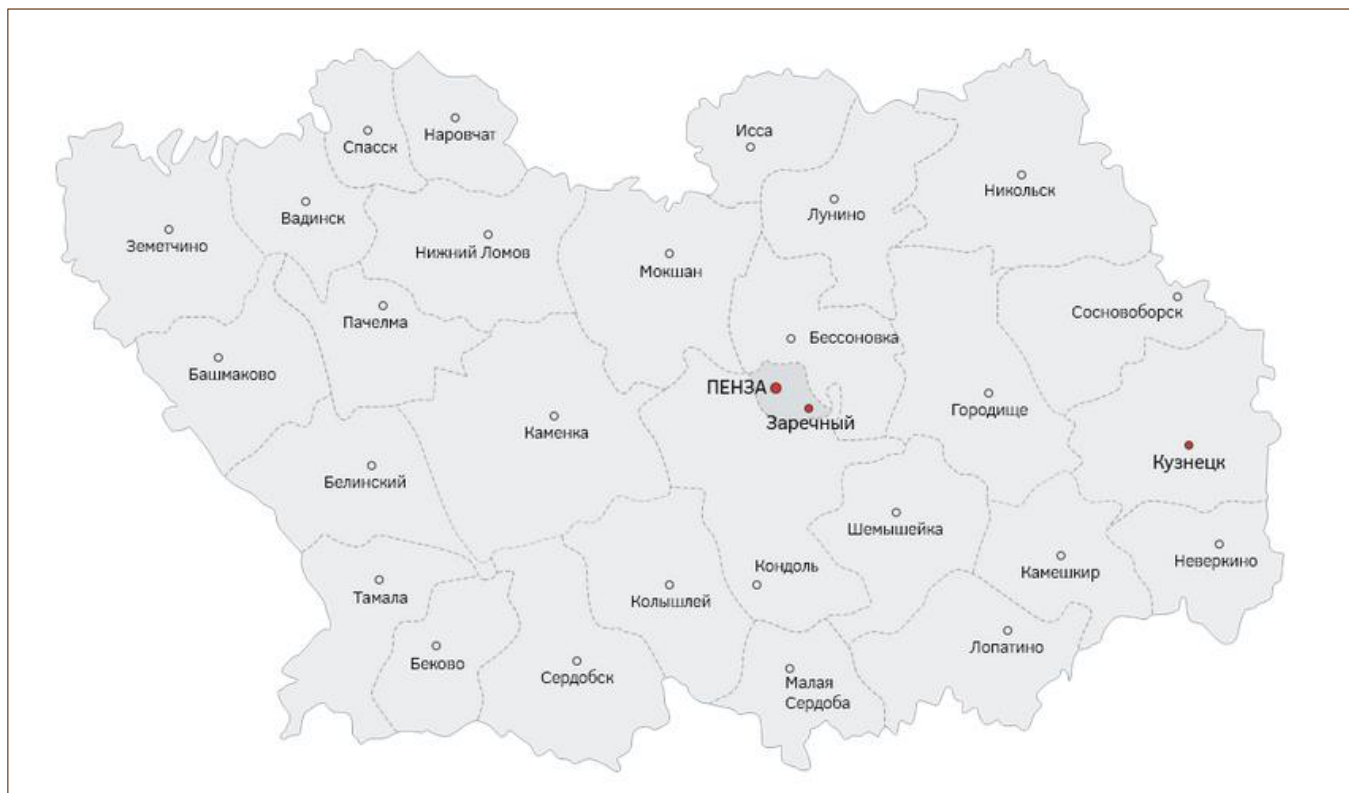 Исса
Наровчат
Спасск
Никольск
Лунино
Вадинск
Земетчино
Нижний Ломов
Мокшан
Сосновоборск
Пачелма
Бессоновка
Башмаково
ПЕНЗА
Городище
Заречный
Каменка
Кузнецк
Белинский
Шемышейка
Неверкино
Кондоль
Камешкир
Тамала
Колышлей
Лопатино
Беково
Сердобск
Малая
Сердоба